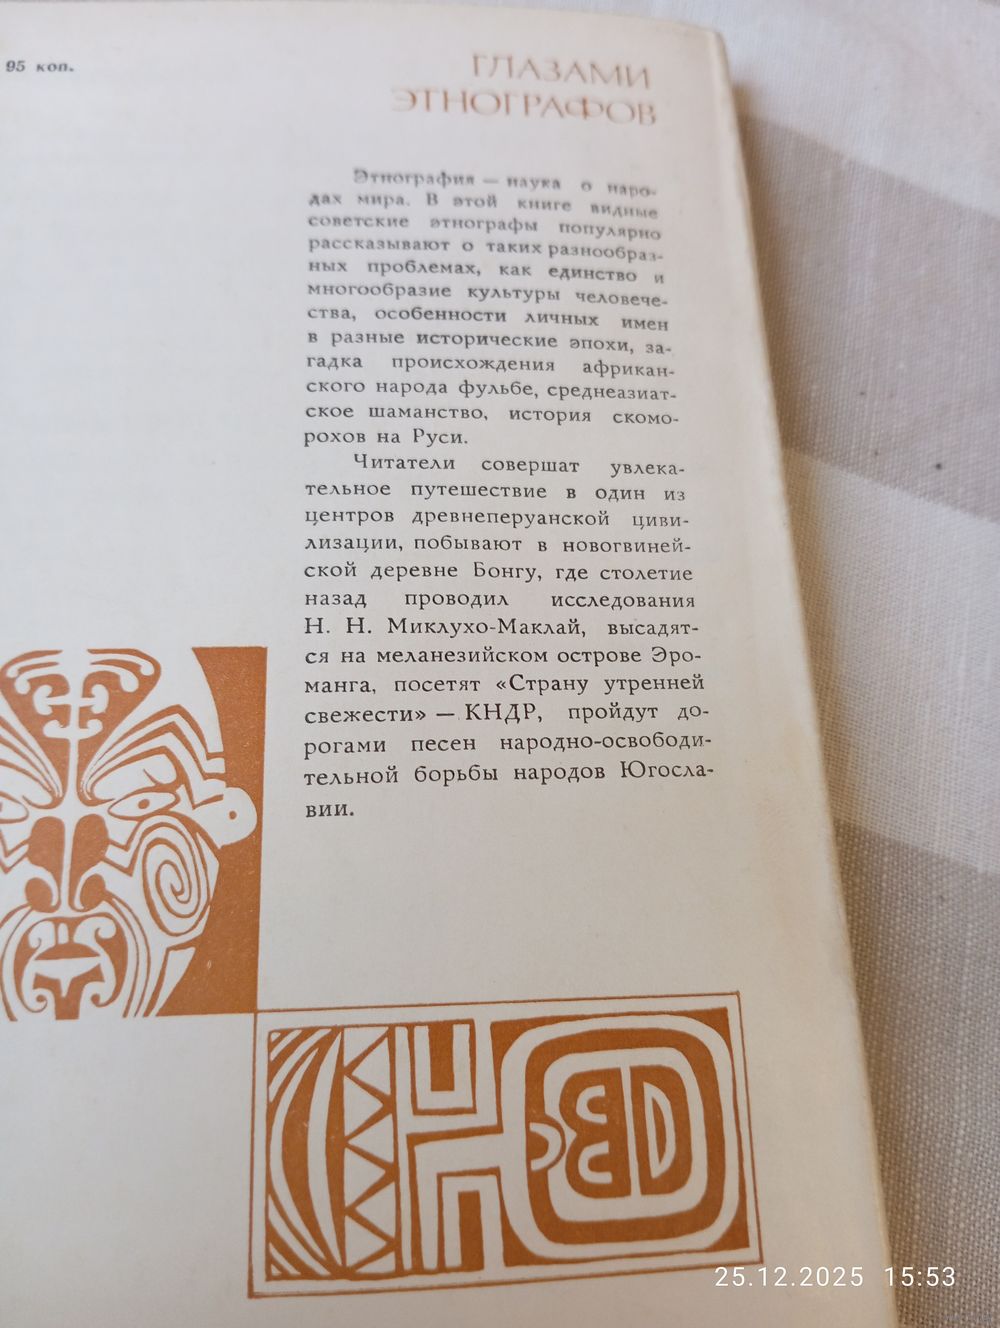 95 коп.
ГЛАЗАМИ
ЭТНОГРАФОВ
Этнография — наука о наро-
дах мира. В этой книге видные
советские этнографы популярно
рассказывают о таких разнообраз-
ных проблемах, как единство и
многообразие культуры человече-
ства, особенности личных имен
в разные исторические эпохи, за-
гадка происхождения африкан-
ского народа фульбе, среднеазиат-
ское шаманство, история скомо-
рохов на Руси.
Читатели совершат увлека-
тельное путешествие в один из
центров древнеперуанской циви-
лизации, побывают в новогвиней-
ской деревне Бонгу, где столетие
назад проводил исследования
Н. Н. Миклухо-Маклай, высадят-
ся на меланезийском острове Эро-
манга, посетят «Страну утренней
свежести» — КНДР, пройдут до-
рогами песен народно-освободи-
тельной борьбы народов Югосла-
вии.
25.12.2025 15:53